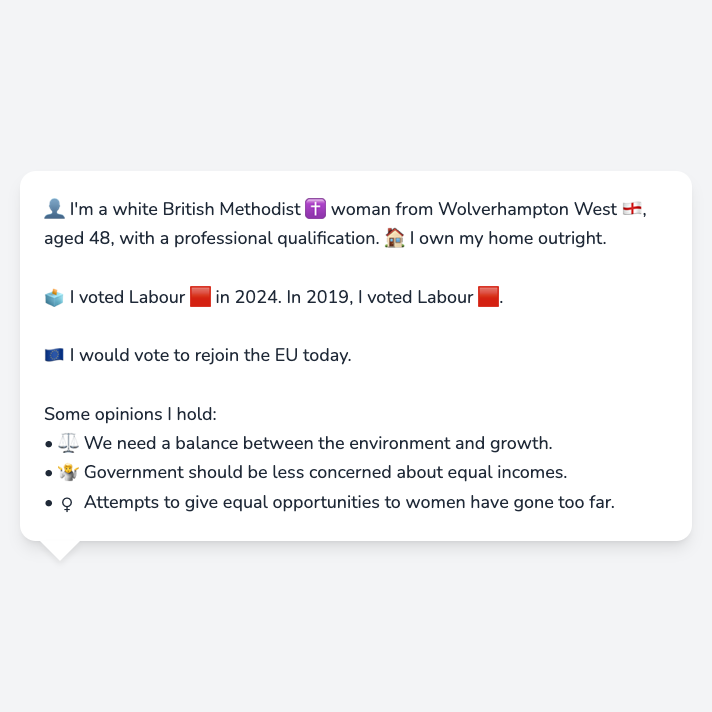 👤 I'm a white British Methodist ✝️ woman from Wolverhampton West 🏴󠁧󠁢󠁥󠁮󠁧󠁿,
aged 48, with a professional qualification. 🏠 I own my home outright.
🗳️ I voted Labour 🟥 in 2024. In 2019, I voted Labour 🟥.
🇪🇺 I would vote to rejoin the EU today.
Some opinions I hold:
• ⚖️ We need a balance between the environment and growth.
• 🤷 Government should be less concerned about equal incomes.
• ♀ Attempts to give equal opportunities to women have gone too far.